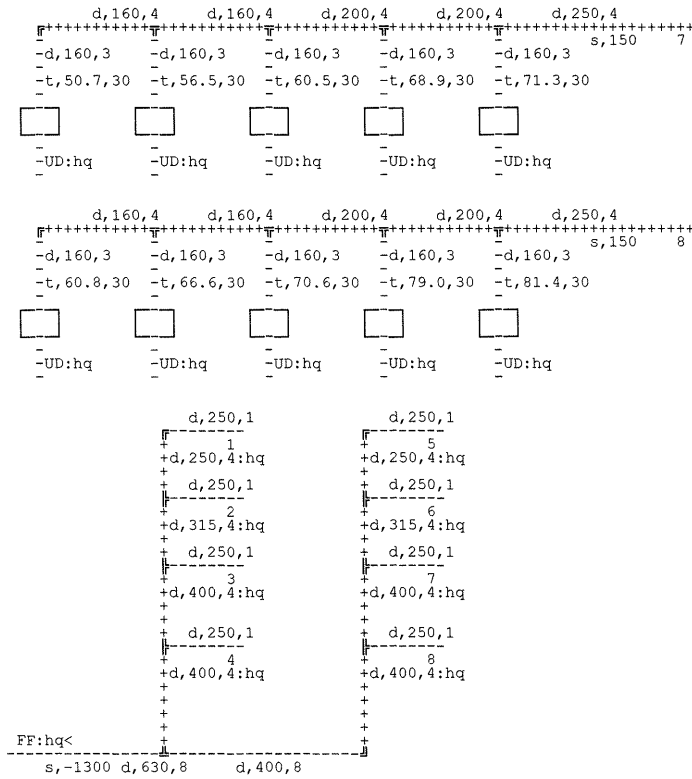 d,160,4 d,160,4 d,200,4 d,200,4 d,250,4
s,150 7
-d,160,3 -d,160,3 -d,160,3 -d,160,3 -d,160,3
-t,50.7,30 -t,56.5,30 -t,60.5,30 -t,68.9,30 -t,71.3,30
-UD:hq -UD:hq -UD:hq -UD:hq -UD:hq
d,160,4 d,160,4 d,200,4 d,200,4 d,250,4
s,150 8
-d,160,3 -d,160,3 -d,160,3 -d,160,3 -d,160,3
-t,60.8,30 -t,66.6,30 -t,70.6,30 -t,79.0,30 -t,81.4,30
-UD:hq -UD:hq -UD:hq -UD:hq -UD:hq
d,250,1 d,250,1
1 5
+d,250,4:hq +d,250,4:hq
d,250,1 d,250,1
2 6
+d,315,4:hq +d,315,4:hq
d,250,1 d,250,1
3 7
+d,400,4:hq +d,400,4:hq
d,250,1 d,250,1
4 8
+d,400,4:hq +d,400,4:hq
FF:hq<
s,-1300 d,630,8 d,400,8